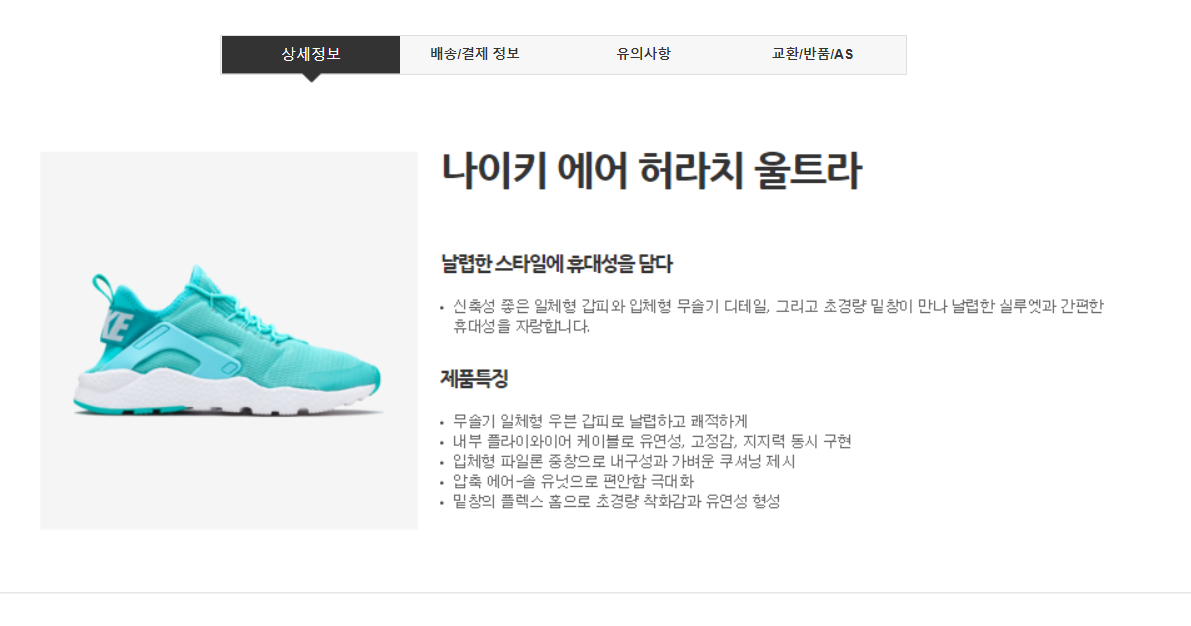 상세정보
배송/결제 정보
유의사항
교환/반품/AS
나이키 에어 허라치 울트라
날렵한 스타일에 휴대성을 담다
• 신축성 좋은 일체형 갑피와 입체형 무솔기 디테일, 그리고 초경량 밑창이 만나 날렵한 실루엣과 간편한
휴대성을 자랑합니다.
제품특징
• 무솔기 일체형 우븐 갑피로 날렵하고 쾌적하게
• 내부 플라이와이어 케이블로 유연성, 고정감, 지지력 동시 구현
• 입체형 파일론 중창으로 내구성과 가벼운 쿠셔닝 제시
• 압축 에어-솔 유닛으로 편안함 극대화
• 밑창의 플렉스 홈으로 초경량 착화감과 유연성 형성
KE